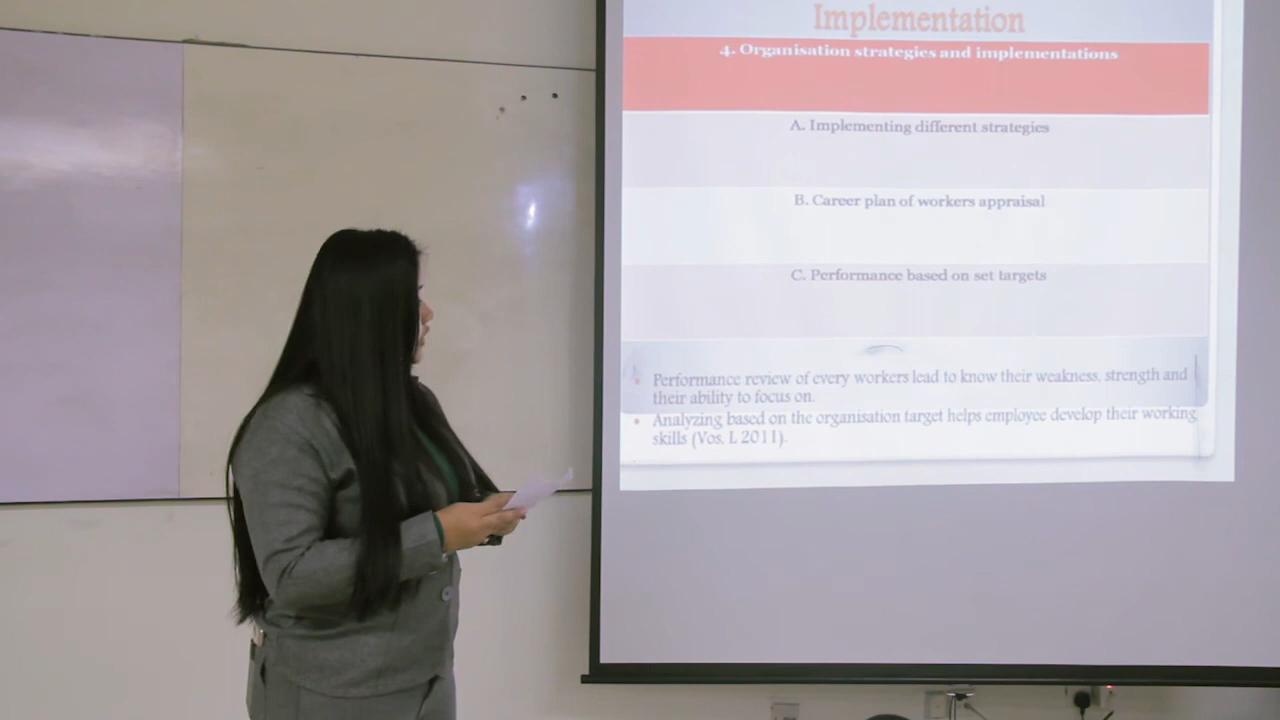 Implementation
4. Organisation strategies and implementations
A. Implementing different strategies
B. Career plan of workers appraisal
C. Performance based on set targets
• Performance review of every workers lead to know their weakness, strength and
their ability to focus on.
• Analyzing based on the organisation target helps employee develop their working
skills (Vos. L 2011).